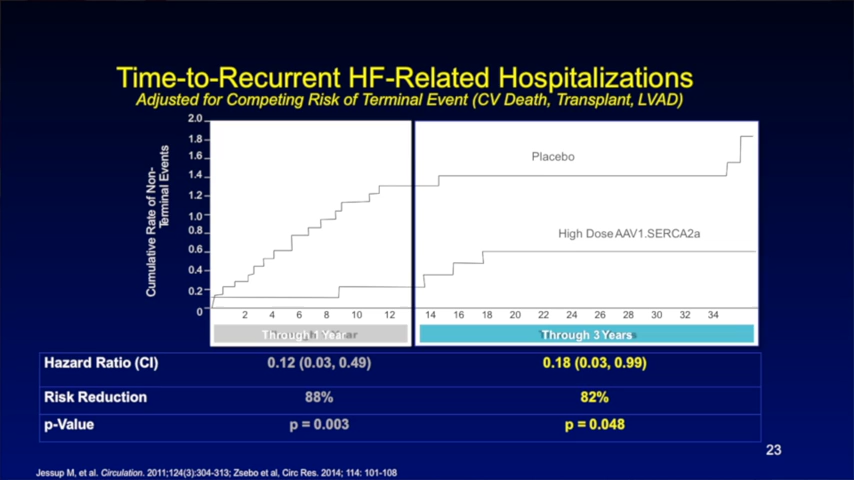 Time-to-Recurrent HF-Related Hospitalizations
Adjusted for Competing Risk of Terminal Event (CV Death, Transplant, LVAD)
Cumulative Rate of Non-
Terminal Events
2.0
1.8
1.6
1.4
1.2
1.0
0.8
0.6
0.4
0.2
0
Placebo
High Dose AAV1.SERCA2a
2 4 6 8 10 12 14 16 18 20 22 24 26 28 30 32 34
Through 1 Year
Through 3 Years
Hazard Ratio (CI) 0.12 (0.03, 0.49) 0.18 (0.03, 0.99)
Risk Reduction 88% 82%
p-Value p = 0.003 p = 0.048
23
Jessup M, et al. Circulation. 2011;124(3):304-313; Zsebo et al, Circ Res. 2014; 114: 101-108